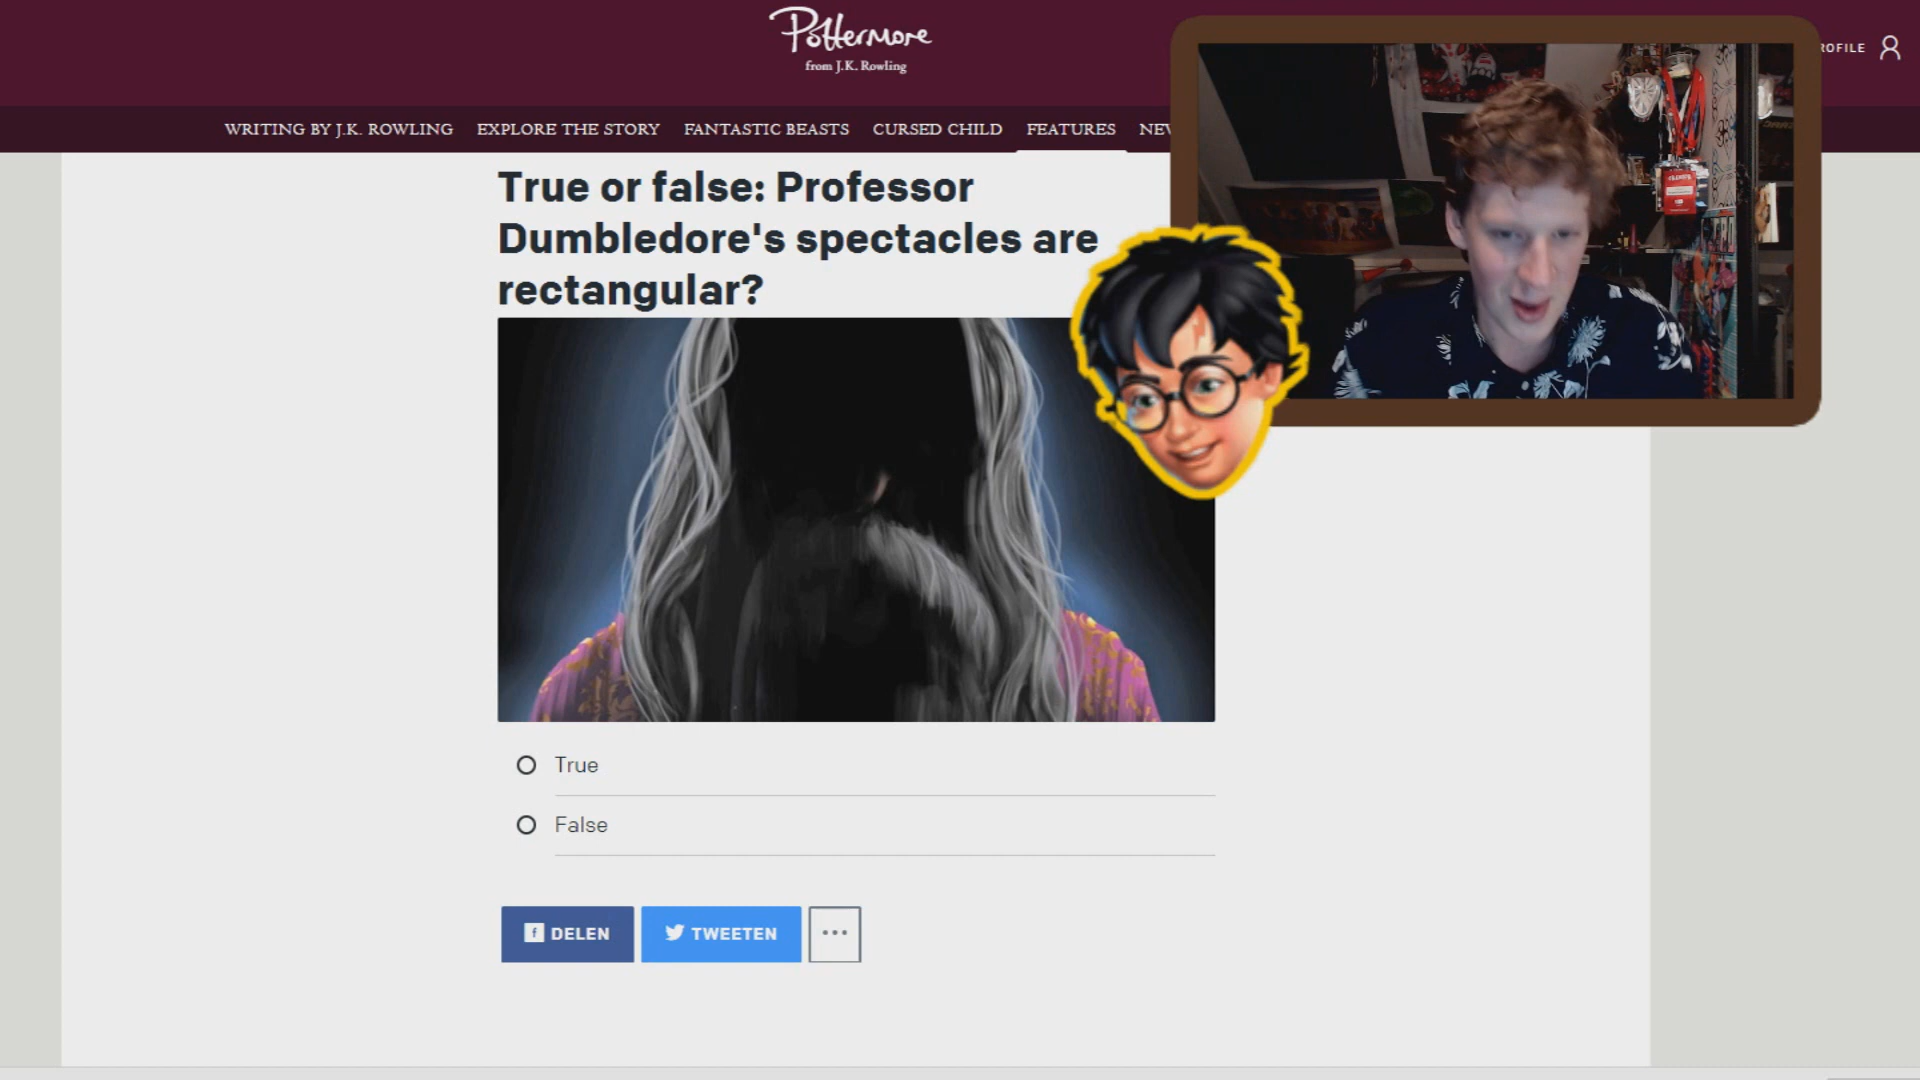 Pottermore
from J.K. Rowling
ROFILE
WRITING BY J.K. ROWLING EXPLORE THE STORY FANTASTIC BEASTS CURSED CHILD FEATURES NEW
True or false: Professor
Dumbledore's spectacles are
rectangular?
True
False
DELEN TWEETEN